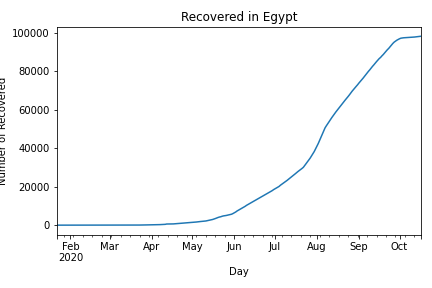 Recovered in Egypt
Number of Recovered
100000
80000
60000
40000
20000
0
Feb Mar Apr May Jun Jul Aug Sep Oct
2020
Day